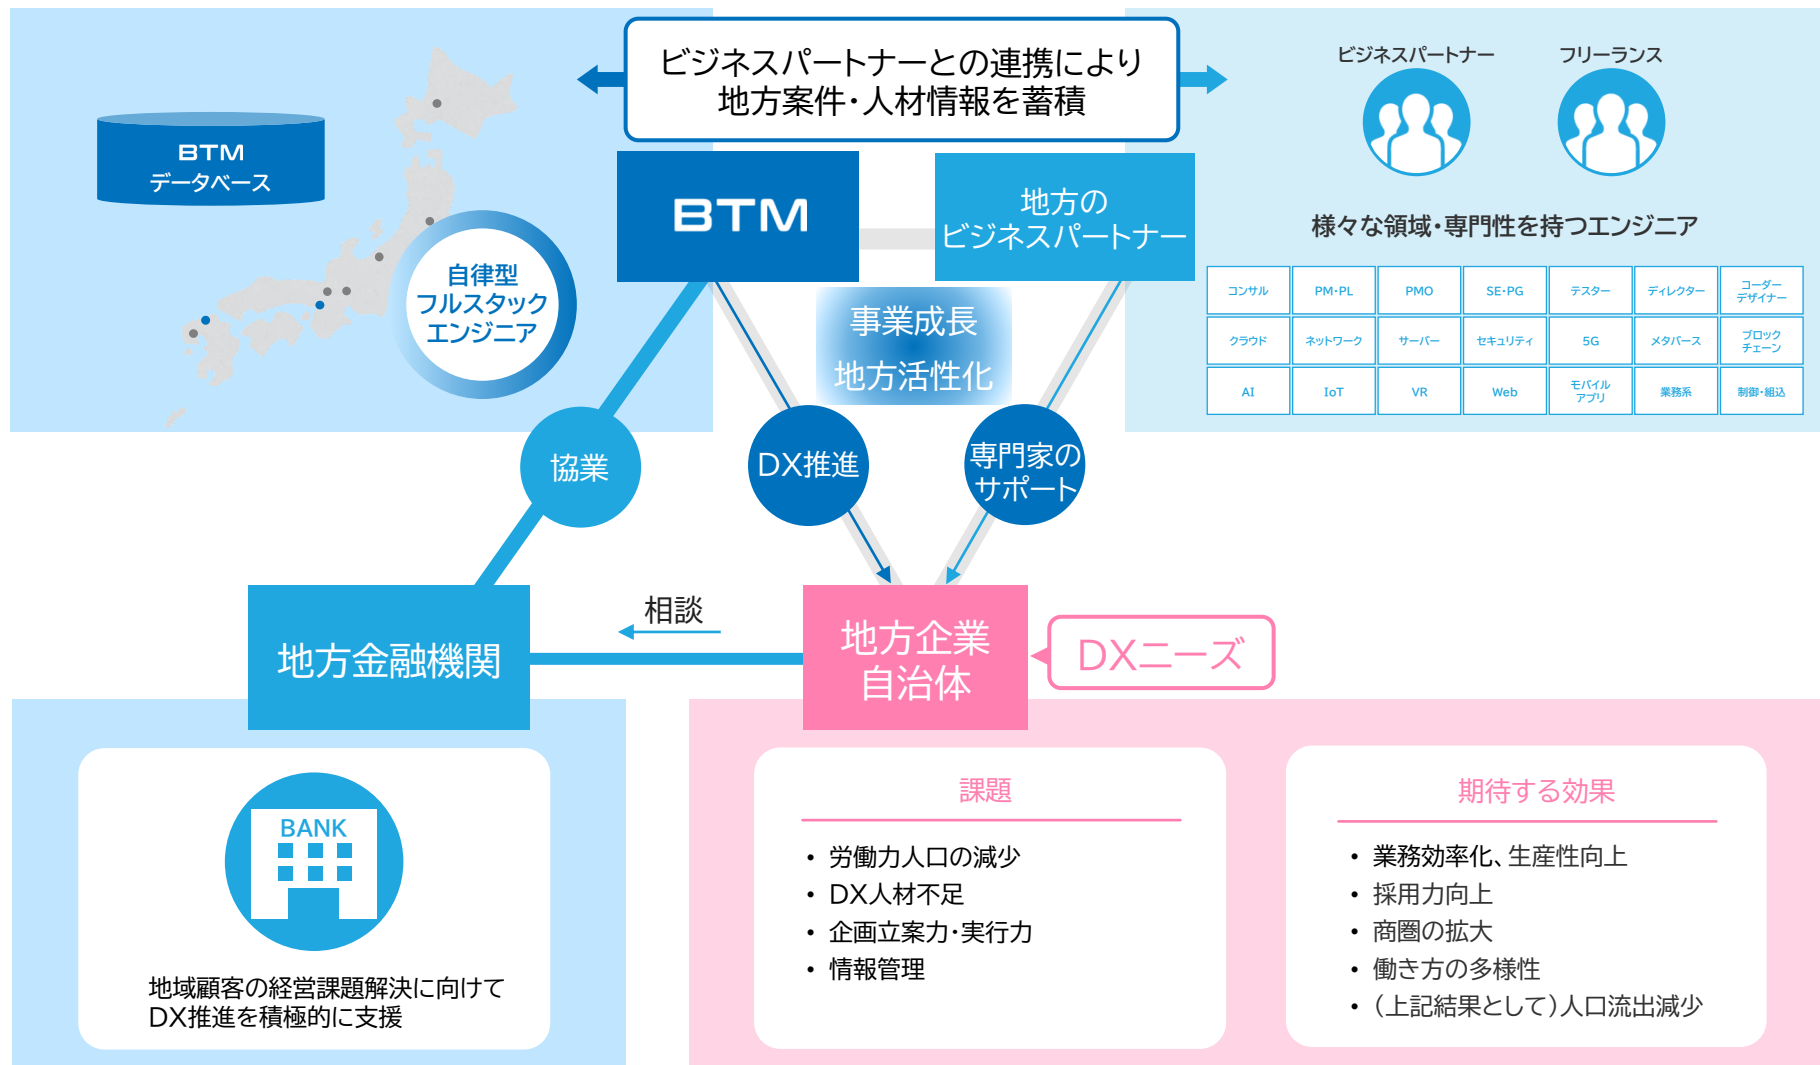 ビジネスパートナーとの連携により
地方案件・人材情報を蓄積
BTM
データベース
自律型
フルスタック
エンジニア
BTM
地方の
ビジネスパートナー
ビジネスパートナー
フリーランス
様々な領域・専門性を持つエンジニア
コンサル
PM・PL
PMO
SE・PG
テスター
ディレクター
コーダー
デザイナー
クラウド
ネットワーク
サーバー
セキュリティ
5G
メタバース
ブロック
チェーン
AI
IoT
VR
Web
モバイル
アプリ
業務系
制御・組込
事業成長
地方活性化
協業
DX推進
専門家の
サポート
地方金融機関
相談
地方企業
自治体
DXニーズ
BANK
地域顧客の経営課題解決に向けて
DX推進を積極的に支援
課題
• 労働力人口の減少
• DX人材不足
• 企画立案力・実行力
• 情報管理
期待する効果
• 業務効率化、生産性向上
• 採用力向上
• 商圏の拡大
• 働き方の多様性
• （上記結果として）人口流出減少